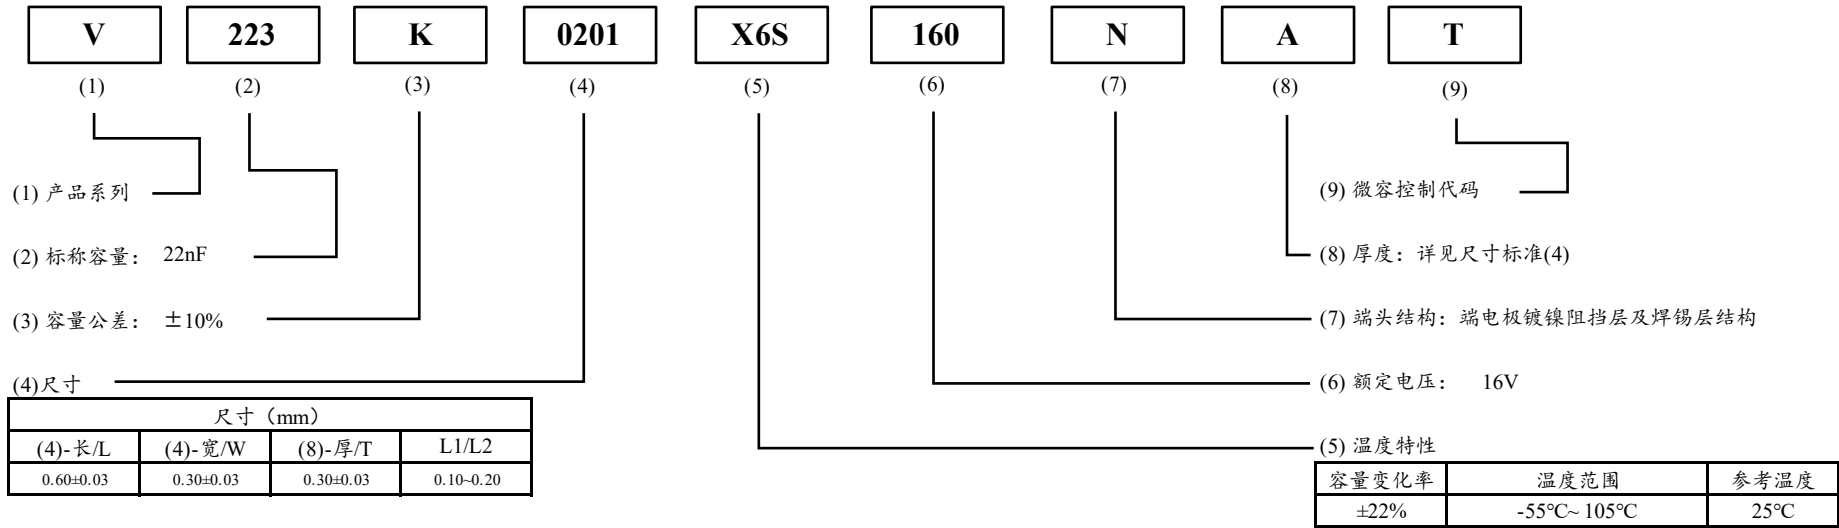 V 223 K 0201 X6S 160 N A T
(1) (2) (3) (4) (5) (6) (7) (8) (9)
(1) 产品系列
(9) 微容控制代码
(2) 标称容量： 22nF
(8) 厚度：详见尺寸标准(4)
(3) 容量公差： ±10%
(7) 端头结构：端电极镀镍阻挡层及焊锡层结构
(4)尺寸
(6) 额定电压： 16V
尺寸（mm）
(4)-长/L (4)-宽/W (8)-厚/T L1/L2
0.60±0.03 0.30±0.03 0.30±0.03 0.10~0.20
(5) 温度特性
容量变化率 温度范围 参考温度
±22% -55℃~ 105℃ 25℃